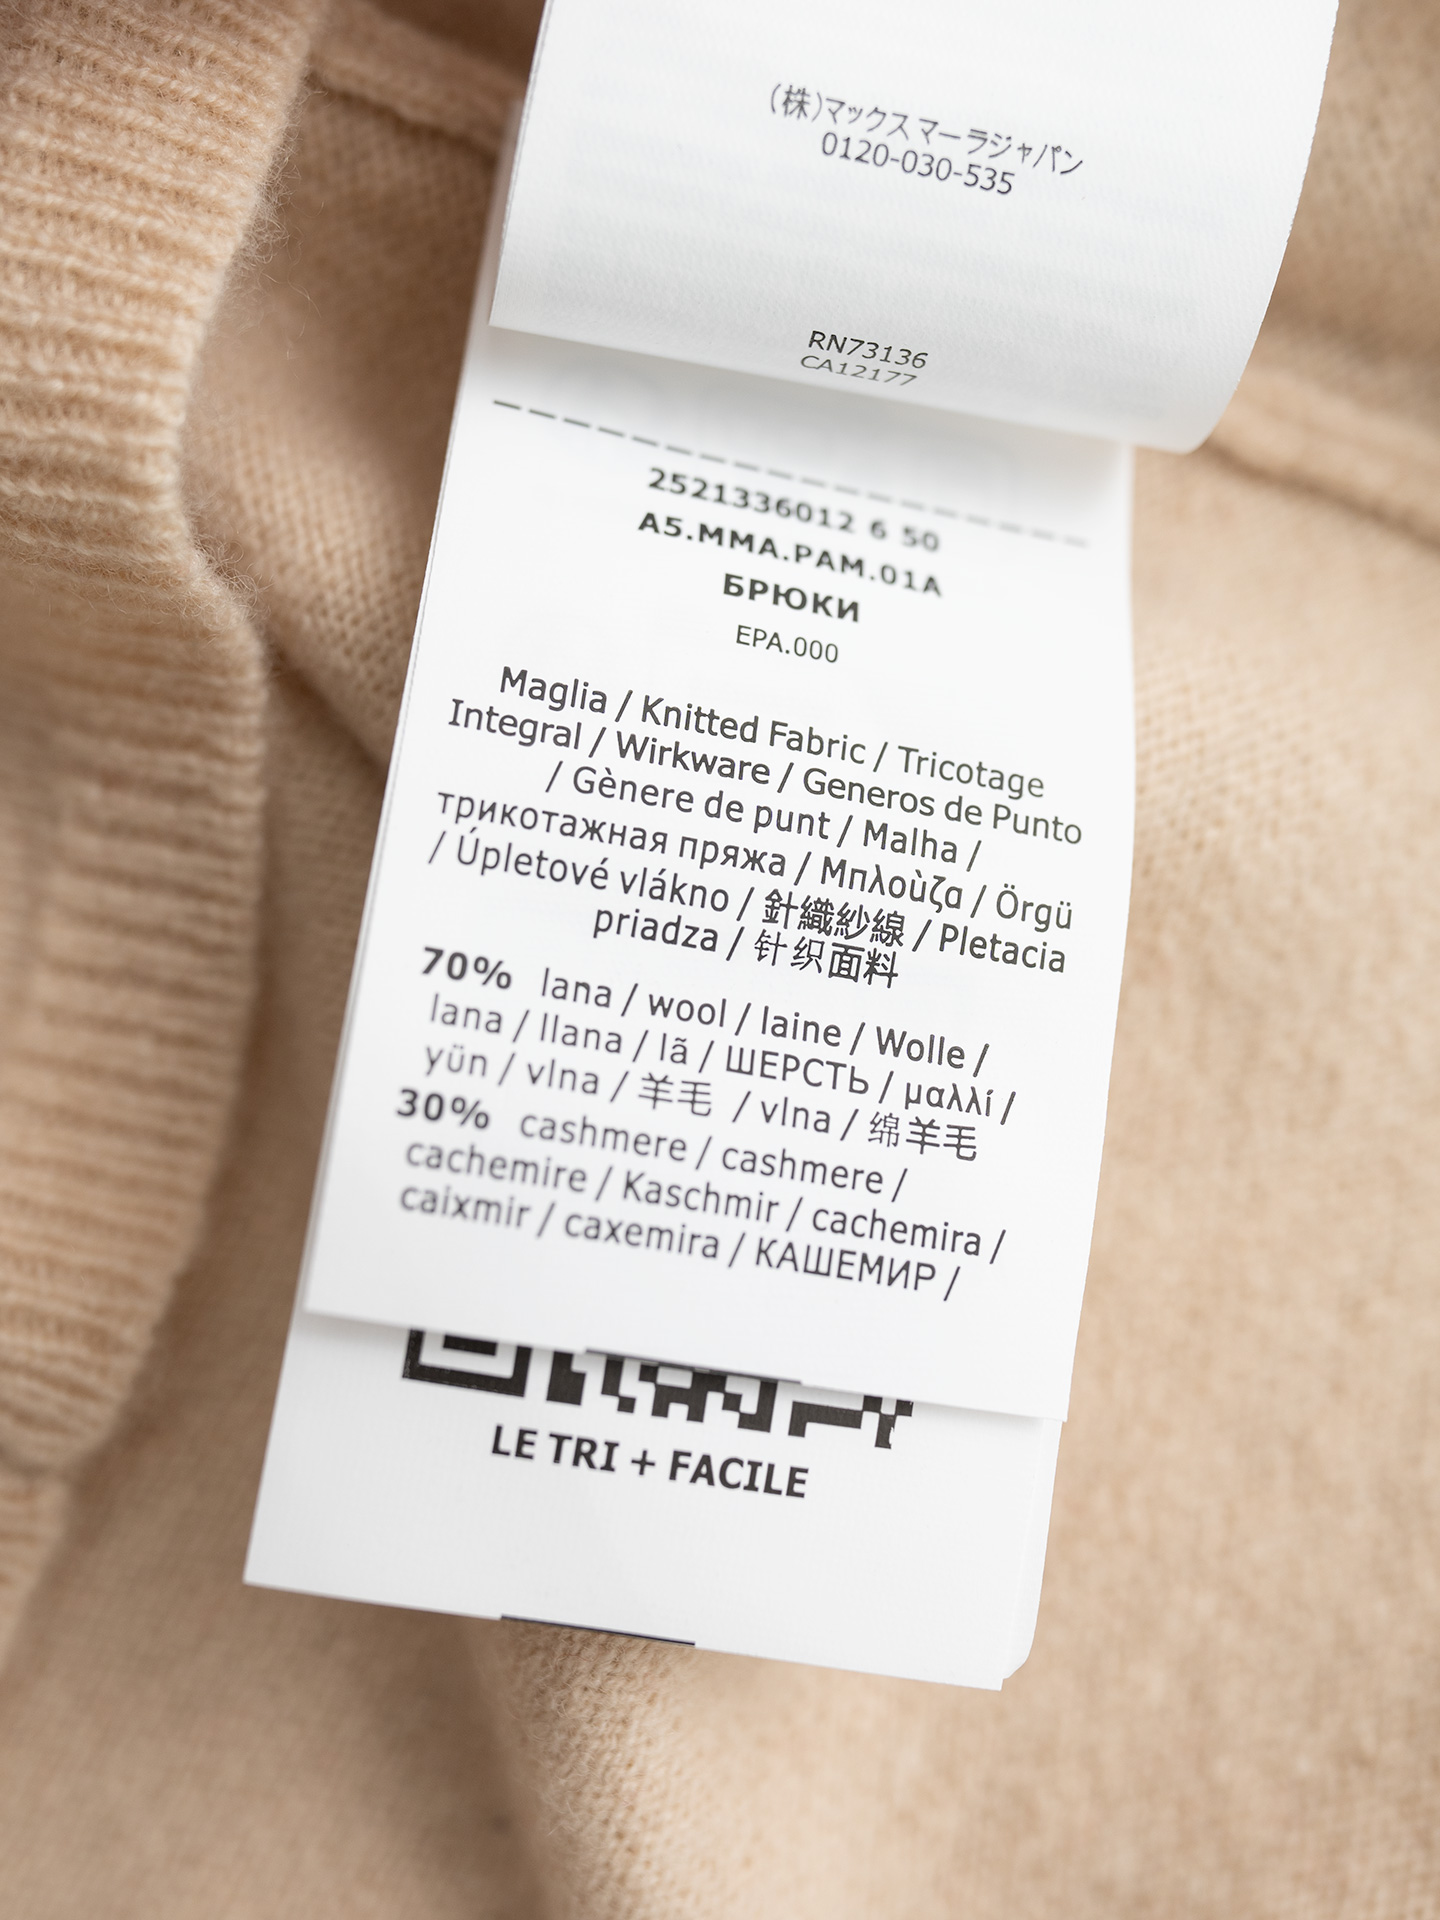 (株)マックス マーラジャパン
0120-030-535
RN73136
CA12177
2521336012 6 50
A5.MMA.PAM.01A
БРЮКИ
EPA.000
Maglia / Knitted Fabric / Tricotage
Integral / Wirkware / Generos de Punto
/ Gènere de punt / Malha /
трикотажная пряжа / Μπλοὺζα / Örgü
/ Úpletové vlákno / 針織紗線 / Pletacia
priadza / 针织面料
70% lana / wool / laine / Wolle /
lana / llana / lã / ШЕРСТЬ / μαλλί /
yün / vlna / 羊毛 / vlna / 绵羊毛
30% cashmere / cashmere /
cachemire / Kaschmir / cachemira /
caixmir / caxemira / КАШЕМИР /
LE TRI + FACILE